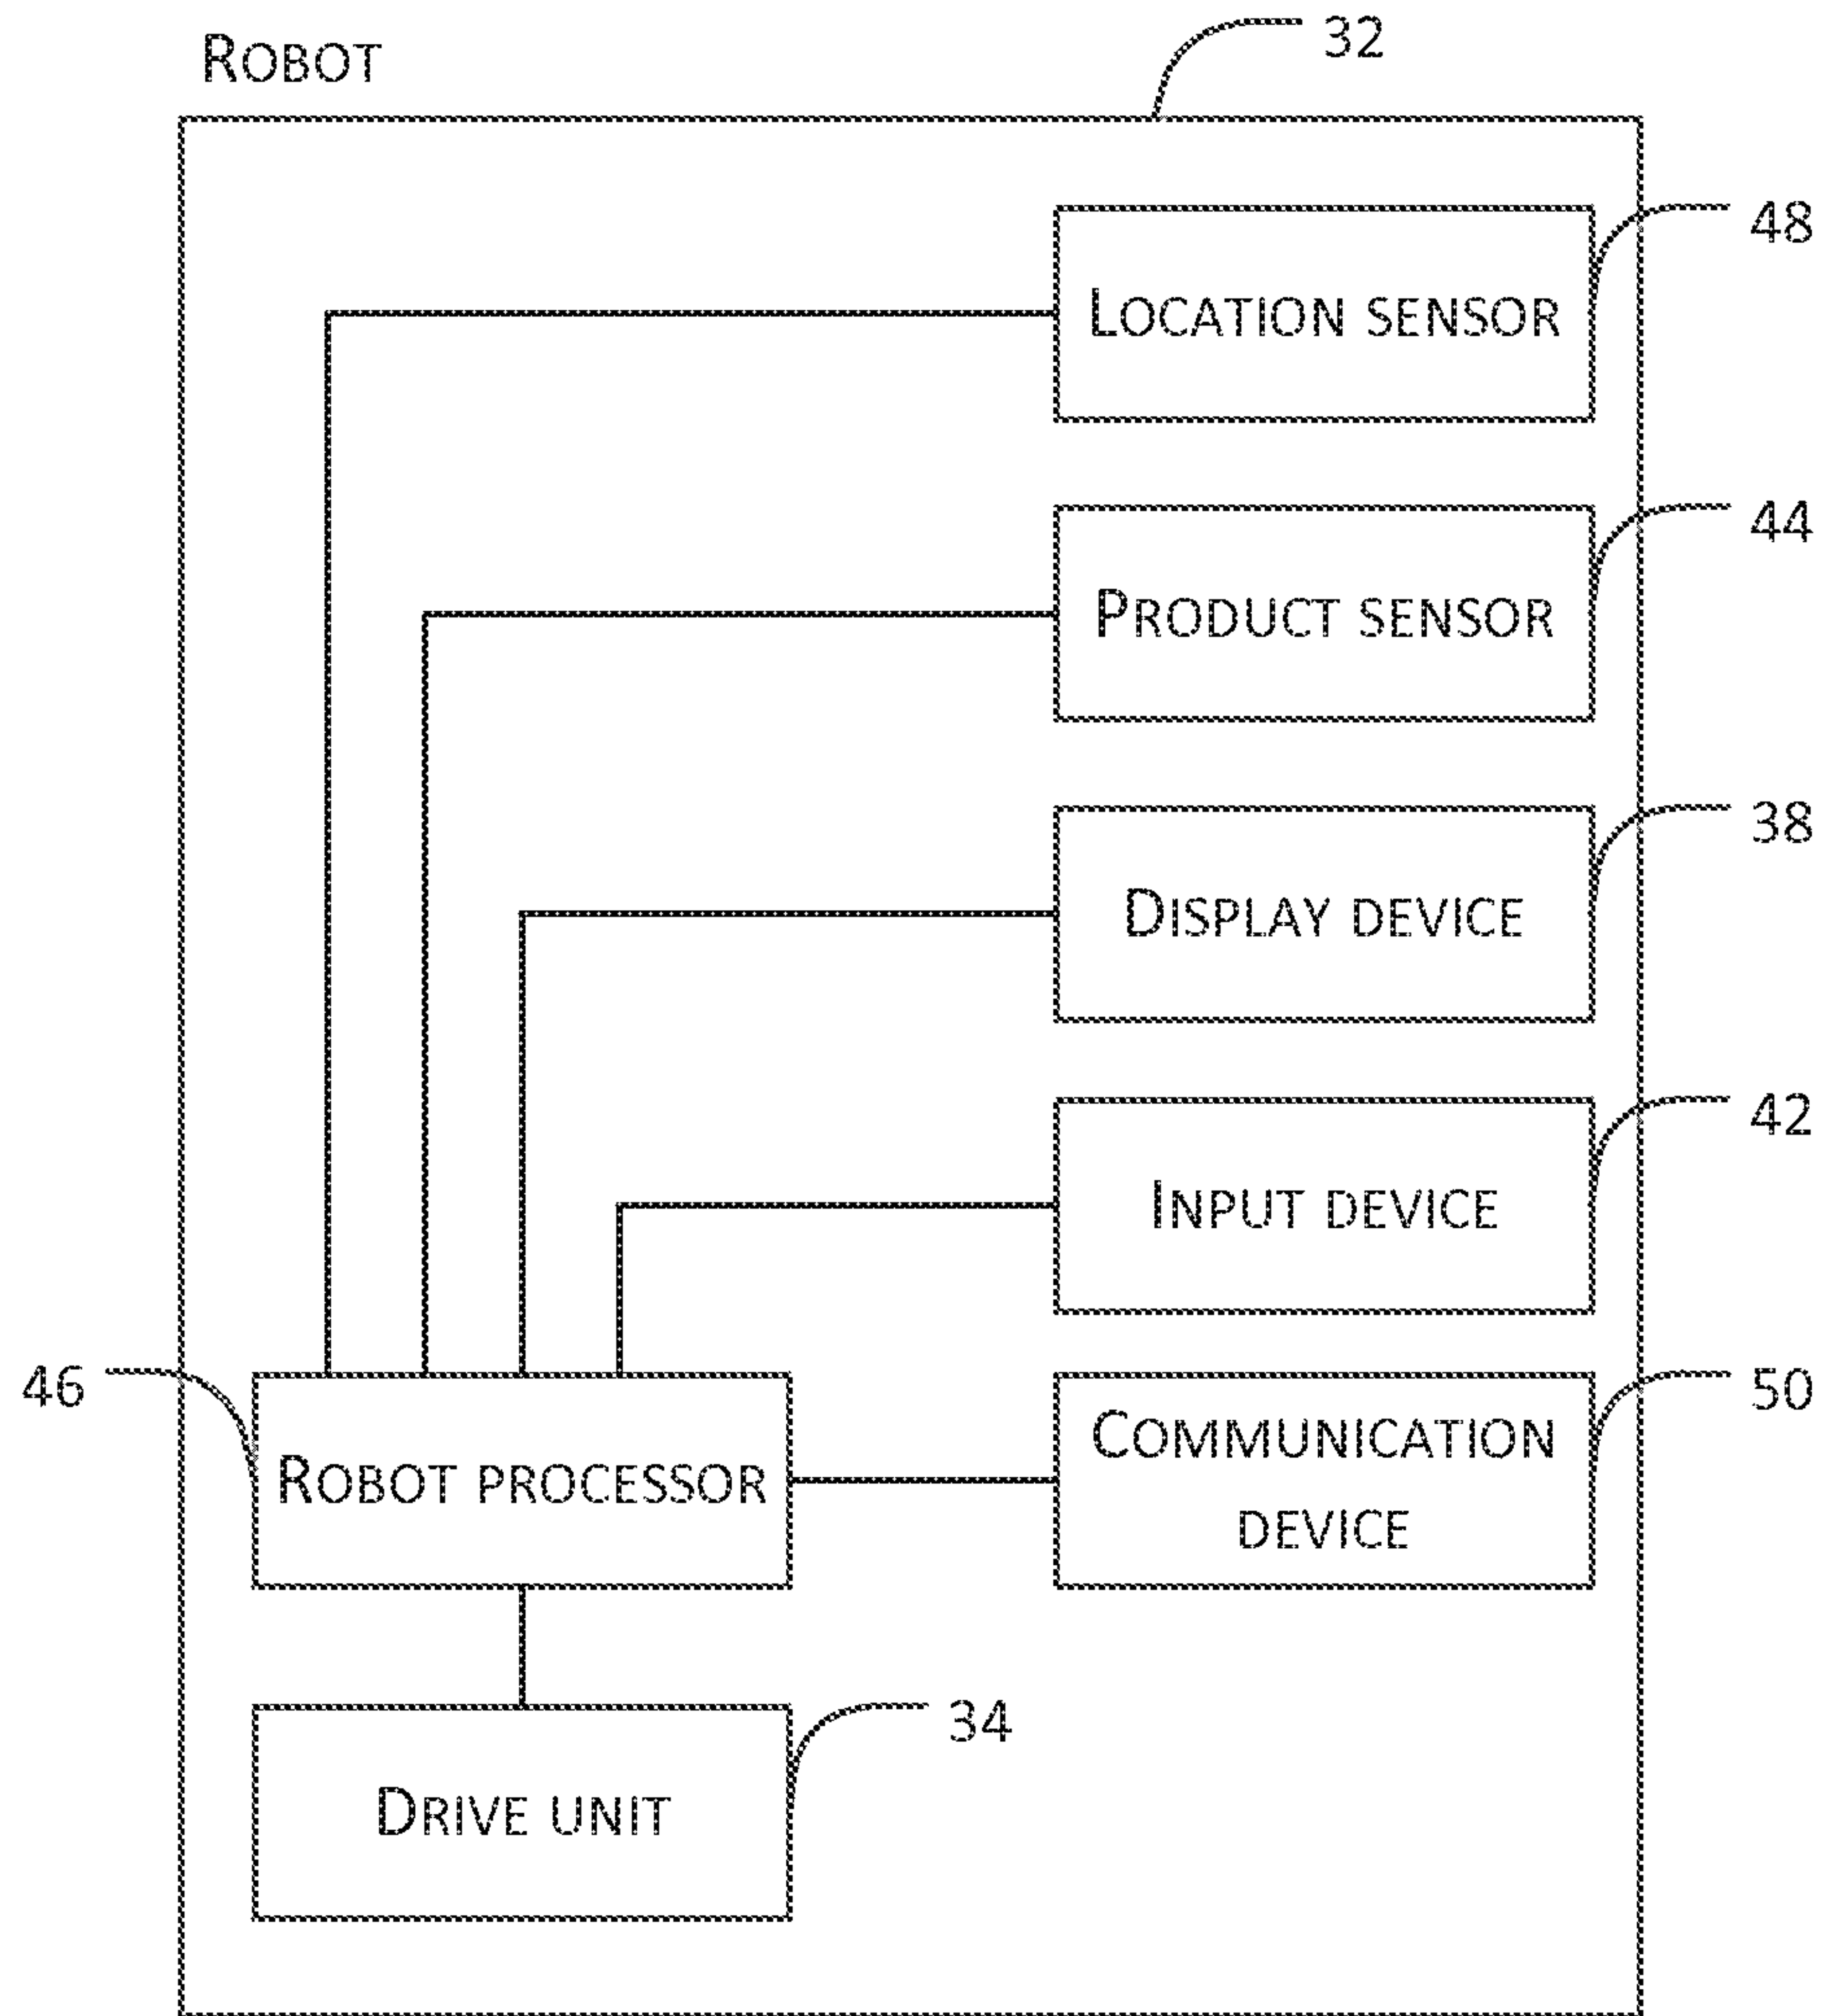 ROBOT
32
LOCATION SENSOR
48
PRODUCT SENSOR
44
DISPLAY DEVICE
38
INPUT DEVICE
42
46
ROBOT PROCESSOR
COMMUNICATION
DEVICE
50
DRIVE UNIT
34